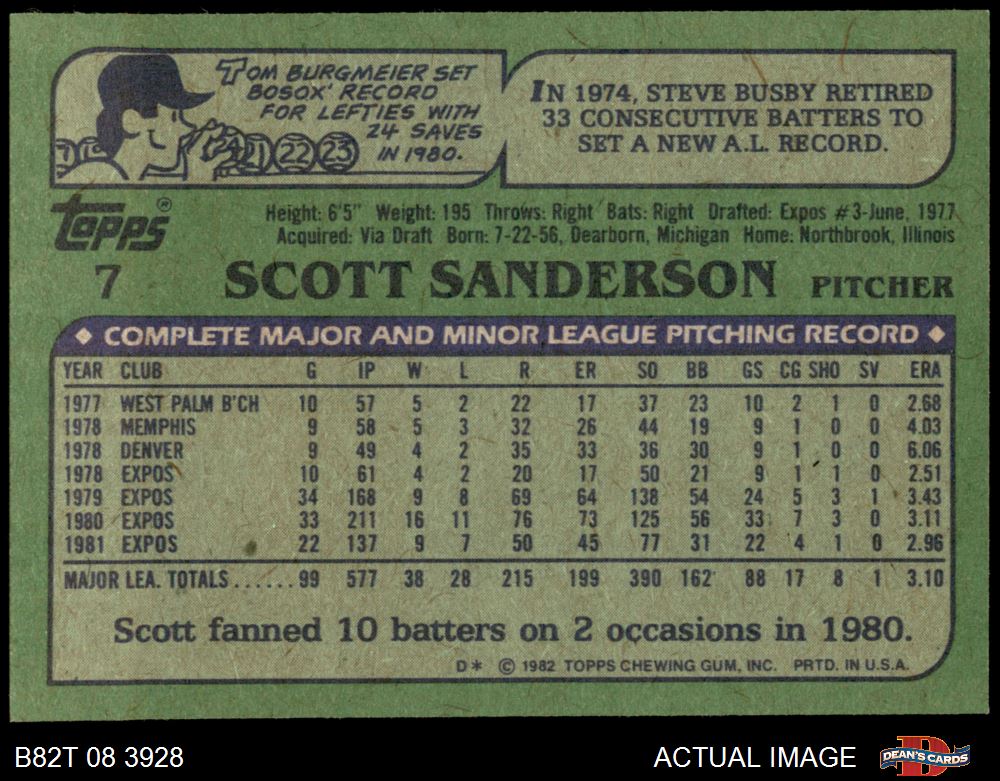 TOM BURGMEIER SET
BOSOX' RECORD
FOR LEFTIES WITH
24 SAVES
IN 1980.
24 21 22 23
IN 1974, STEVE BUSBY RETIRED
33 CONSECUTIVE BATTERS TO
SET A NEW A.L. RECORD.
Topps®
Height: 6'5" Weight: 195 Throws: Right Bats: Right Drafted: Expos #3-June, 1977
Acquired: Via Draft Born: 7-22-56, Dearborn, Michigan Home: Northbrook, Illinois
7 SCOTT SANDERSON PITCHER
◆ COMPLETE MAJOR AND MINOR LEAGUE PITCHING RECORD ◆
YEAR CLUB G IP W L R ER SO BB GS CG SHO SV ERA
1977 WEST PALM B'CH 10 57 5 2 22 17 37 23 10 2 1 0 2.68
1978 MEMPHIS 9 58 5 3 32 26 44 19 9 1 0 0 4.03
1978 DENVER 9 49 4 2 35 33 36 30 9 1 0 0 6.06
1978 EXPOS 10 61 4 2 20 17 50 21 9 1 1 0 2.51
1979 EXPOS 34 168 9 8 69 64 138 54 24 5 3 1 3.43
1980 EXPOS 33 211 16 11 76 73 125 56 33 7 3 0 3.11
1981 EXPOS 22 137 9 7 50 45 77 31 22 4 1 0 2.96
MAJOR LEA. TOTALS......99 577 38 28 215 199 390 162 88 17 8 1 3.10
Scott fanned 10 batters on 2 occasions in 1980.
D* © 1982 TOPPS CHEWING GUM, INC. PRTD. IN U.S.A.
B82T 08 3928 ACTUAL IMAGE DEAN'S CARDS